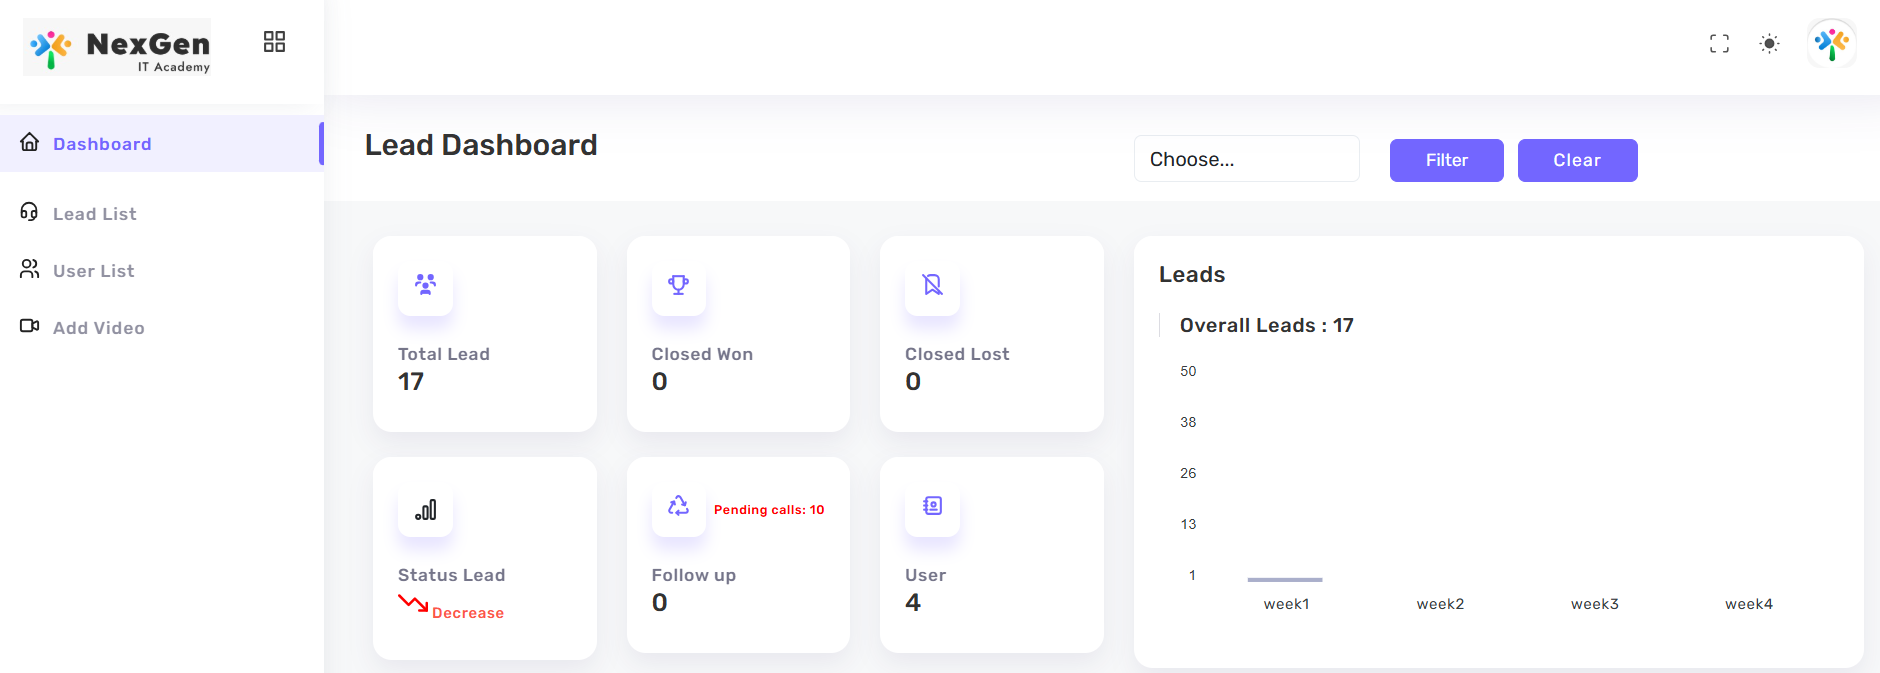 NexGen
IT Academy
Dashboard
Lead List
User List
Add Video
Lead Dashboard
Choose...
Filter
Clear
Total Lead
17
Closed Won
0
Closed Lost
0
Status Lead
Decrease
Pending calls: 10
Follow up
0
User
4
Leads
Overall Leads : 17
50
38
26
13
1
week1 week2 week3 week4